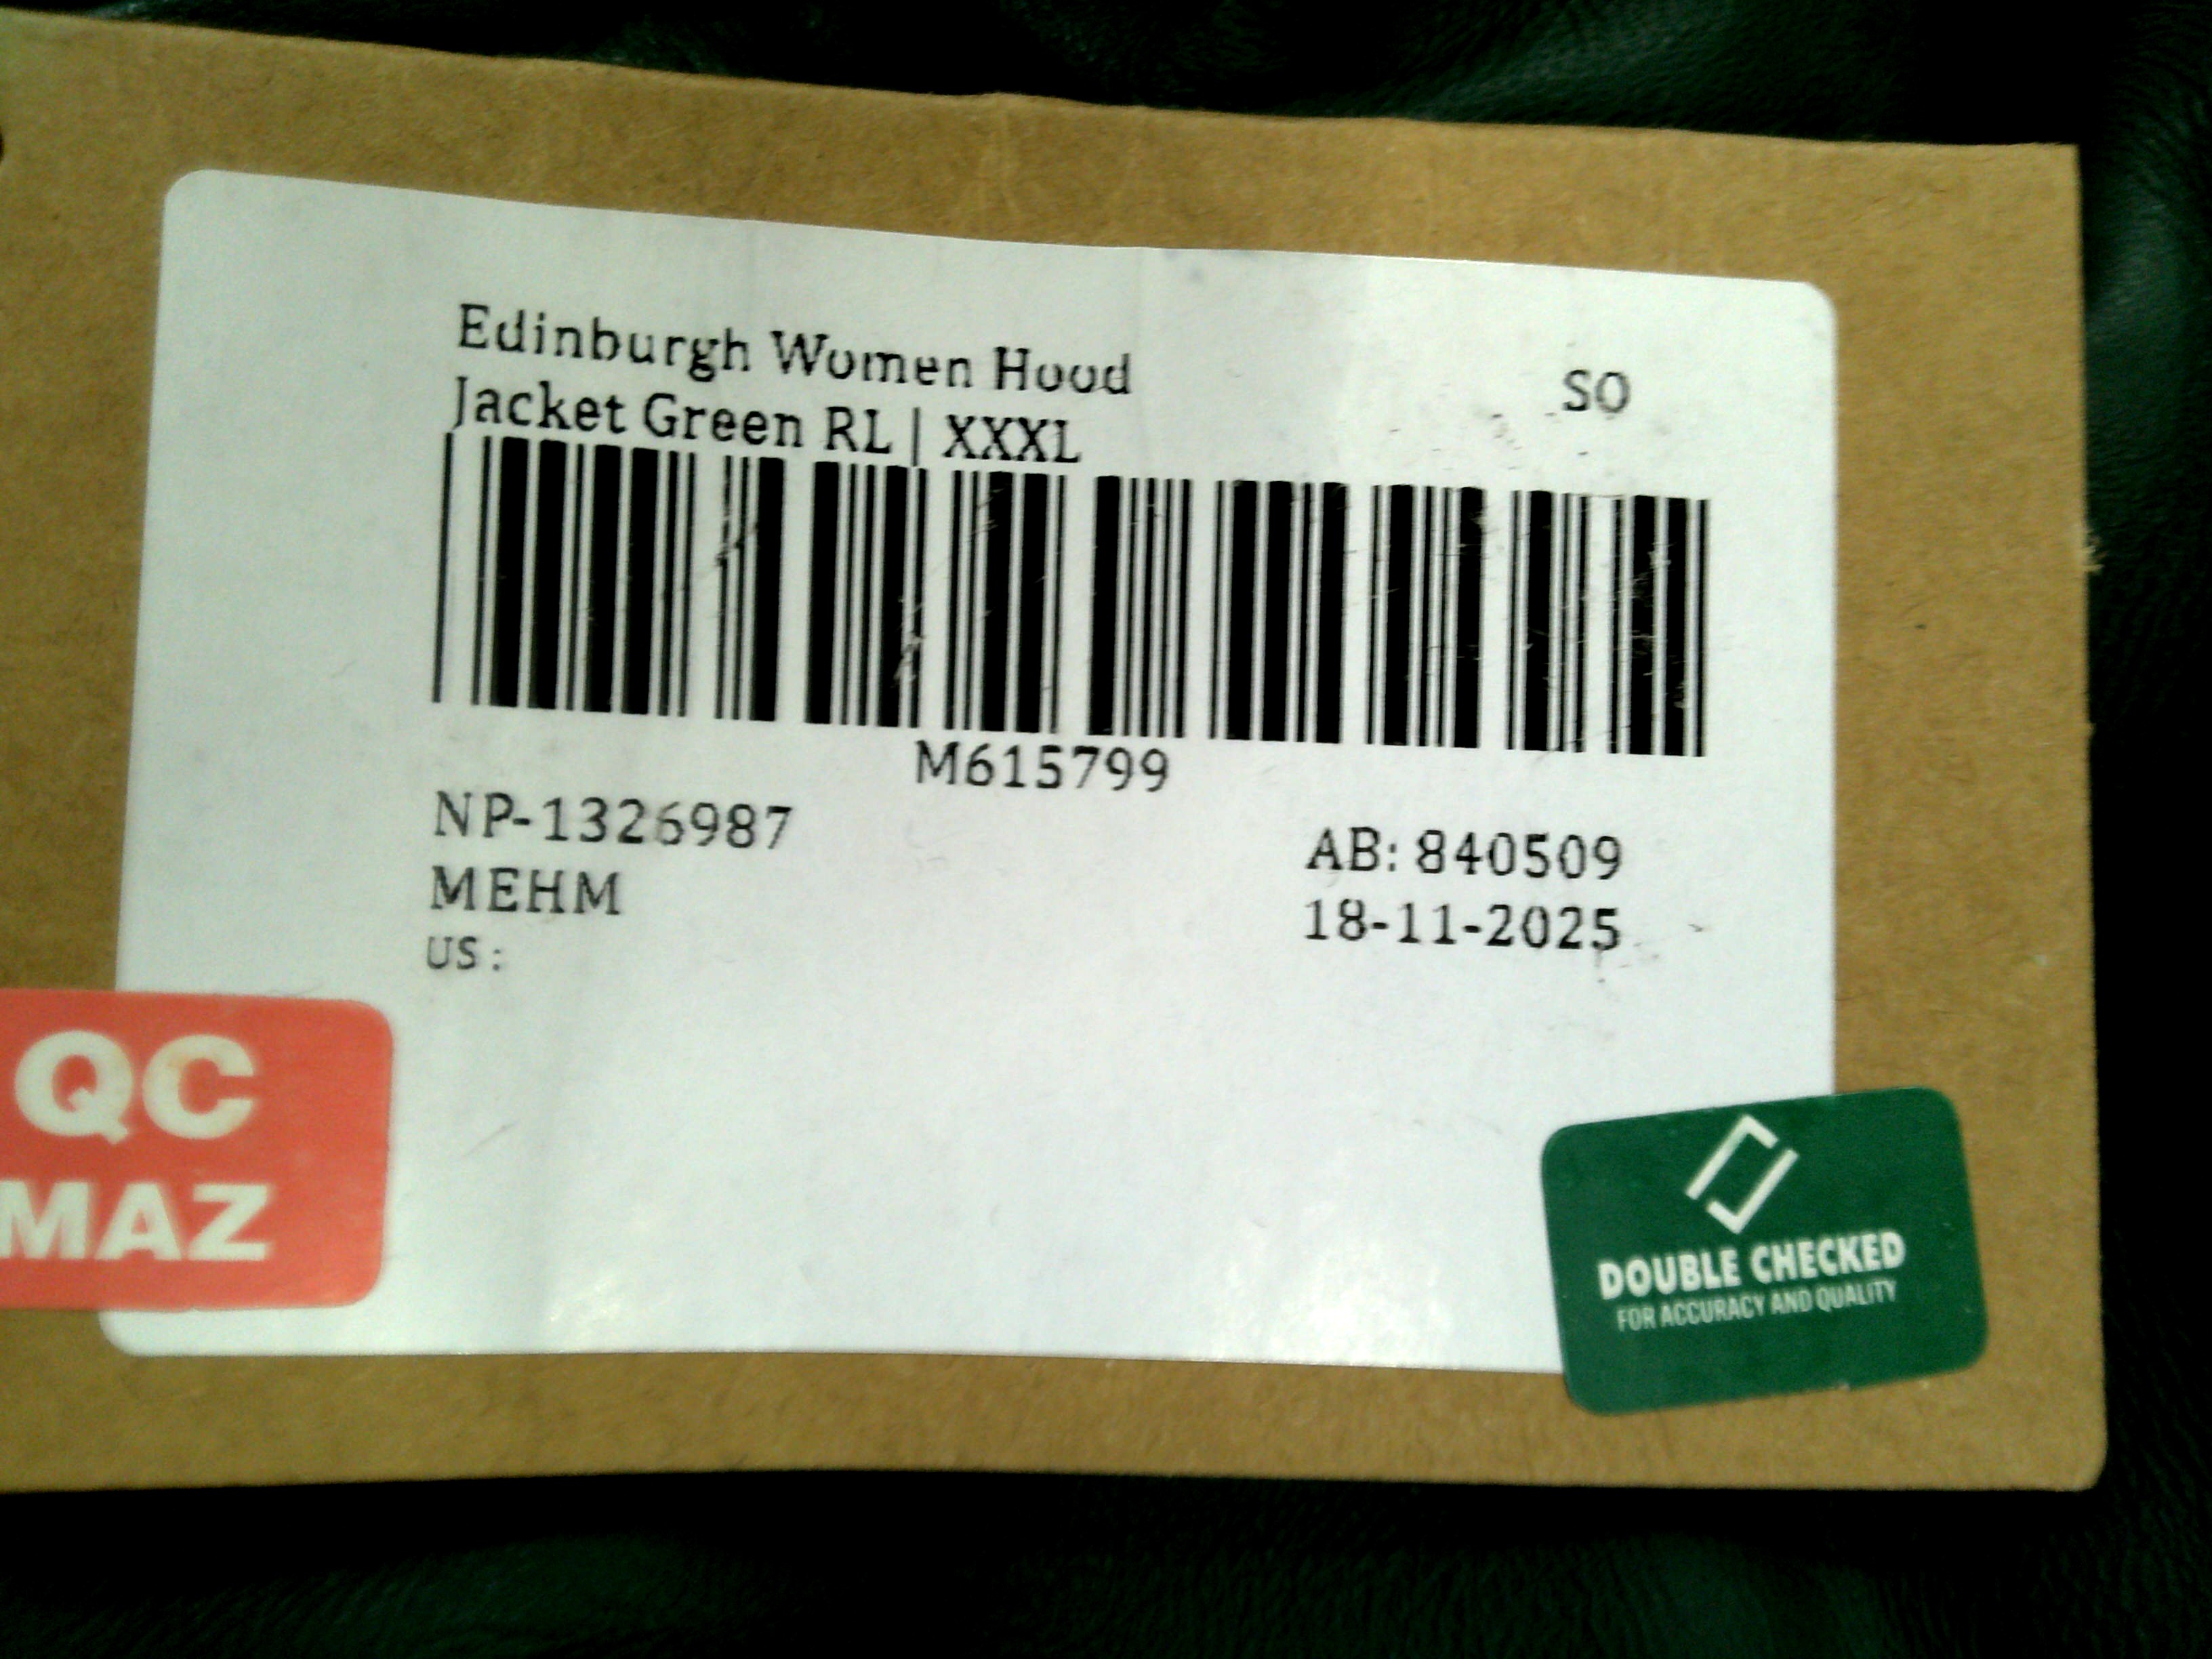 Edinburgh Women Hood
Jacket Green RL | XXXL
SO
M615799
NP-1326987
MEHM
US :
AB: 840509
18-11-2025
QC
MAZ
DOUBLE CHECKED
FOR ACCURACY AND QUALITY